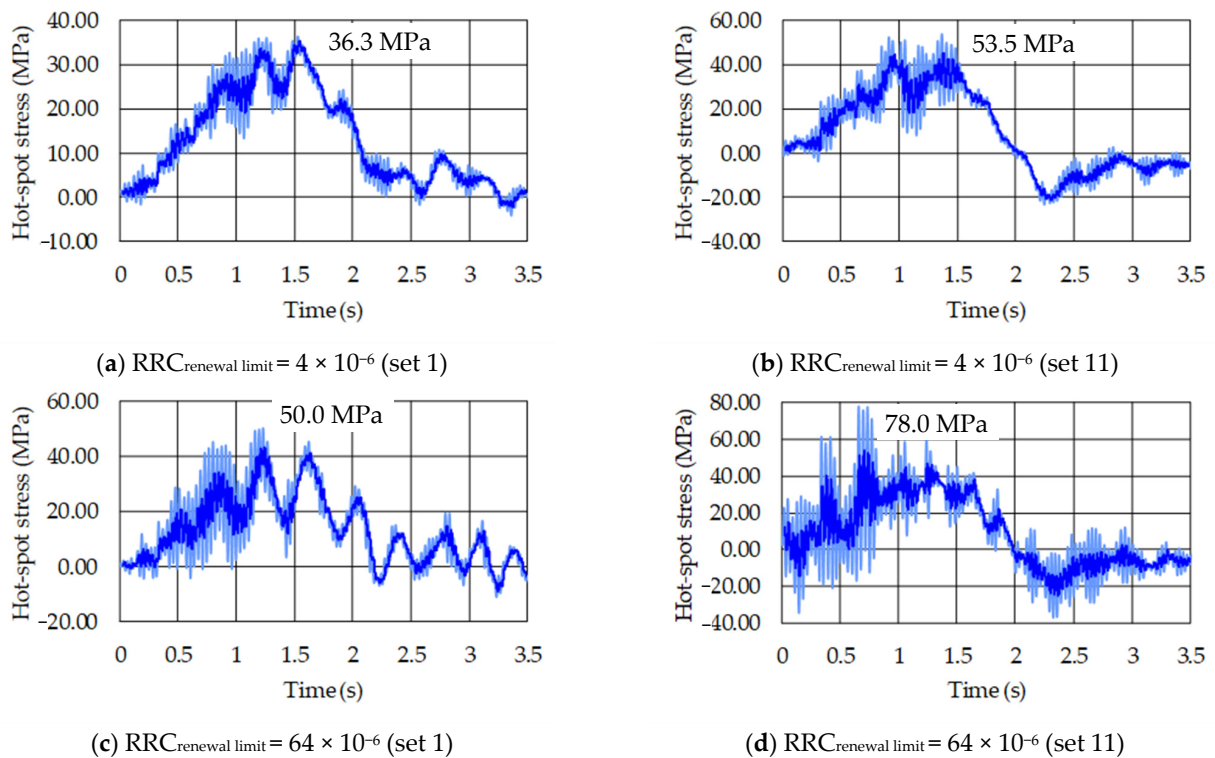 40.00
30.00
20.00
10.00
0.00
−10.00
Hot-spot stress (MPa)
36.3 MPa
0 0.5 1 1.5 2 2.5 3 3.5
Time (s)
(a) RRCrenewal limit = 4 × 10⁻⁶ (set 1)
60.00
40.00
20.00
0.00
−20.00
−40.00
Hot-spot stress (MPa)
53.5 MPa
0 0.5 1 1.5 2 2.5 3 3.5
Time (s)
(b) RRCrenewal limit = 4 × 10⁻⁶ (set 11)
60.00
40.00
20.00
0.00
−20.00
Hot-spot stress (MPa)
50.0 MPa
0 0.5 1 1.5 2 2.5 3 3.5
Time (s)
(c) RRCrenewal limit = 64 × 10⁻⁶ (set 1)
80.00
60.00
40.00
20.00
0.00
−20.00
−40.00
Hot-spot stress (MPa)
78.0 MPa
0 0.5 1 1.5 2 2.5 3 3.5
Time (s)
(d) RRCrenewal limit = 64 × 10⁻⁶ (set 11)